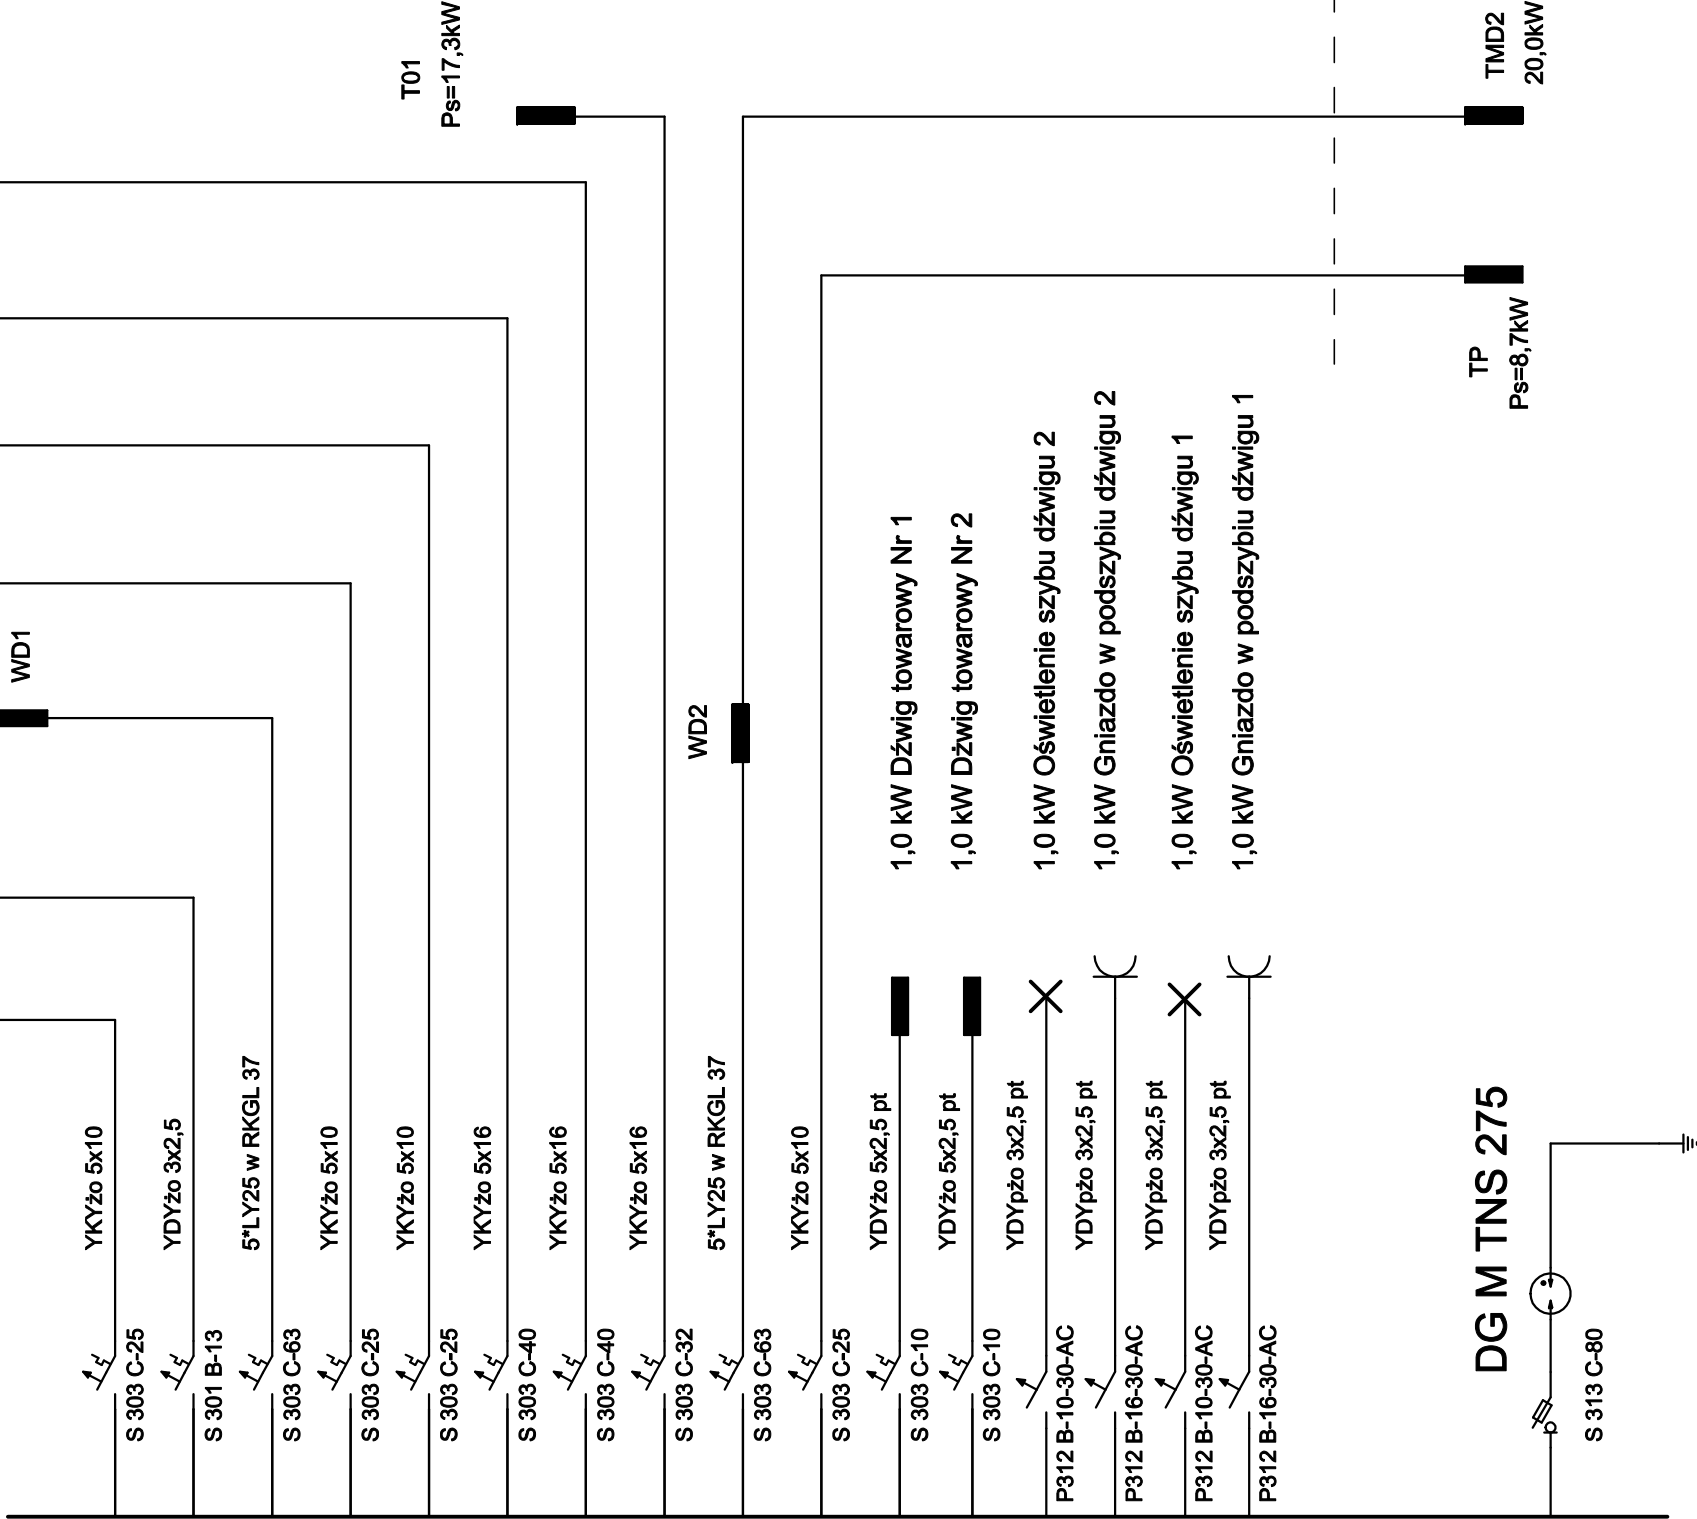 T01
Ps=17,3kW
TMD2
20,0kW
TP
Ps=8,7kW
WD1
WD2
1,0 kW Dźwig towarowy Nr 1
1,0 kW Dźwig towarowy Nr 2
1,0 kW Oświetlenie szybu dźwigu 2
1,0 kW Gniazdo w podszybiu dźwigu 2
1,0 kW Oświetlenie szybu dźwigu 1
1,0 kW Gniazdo w podszybiu dźwigu 1
YKYżo 5x10
YDYżo 3x2,5
5*LY25 w RKGL 37
YKYżo 5x10
YKYżo 5x10
YKYżo 5x16
YKYżo 5x16
YKYżo 5x16
5*LY25 w RKGL 37
YKYżo 5x10
YDYżo 5x2,5 pt
YDYżo 5x2,5 pt
YDYpżo 3x2,5 pt
YDYpżo 3x2,5 pt
YDYpżo 3x2,5 pt
YDYpżo 3x2,5 pt
S 303 C-25
S 301 B-13
S 303 C-63
S 303 C-25
S 303 C-25
S 303 C-40
S 303 C-40
S 303 C-32
S 303 C-63
S 303 C-25
S 303 C-10
S 303 C-10
P312 B-10-30-AC
P312 B-16-30-AC
P312 B-10-30-AC
P312 B-16-30-AC
DG M TNS 275
S 313 C-80